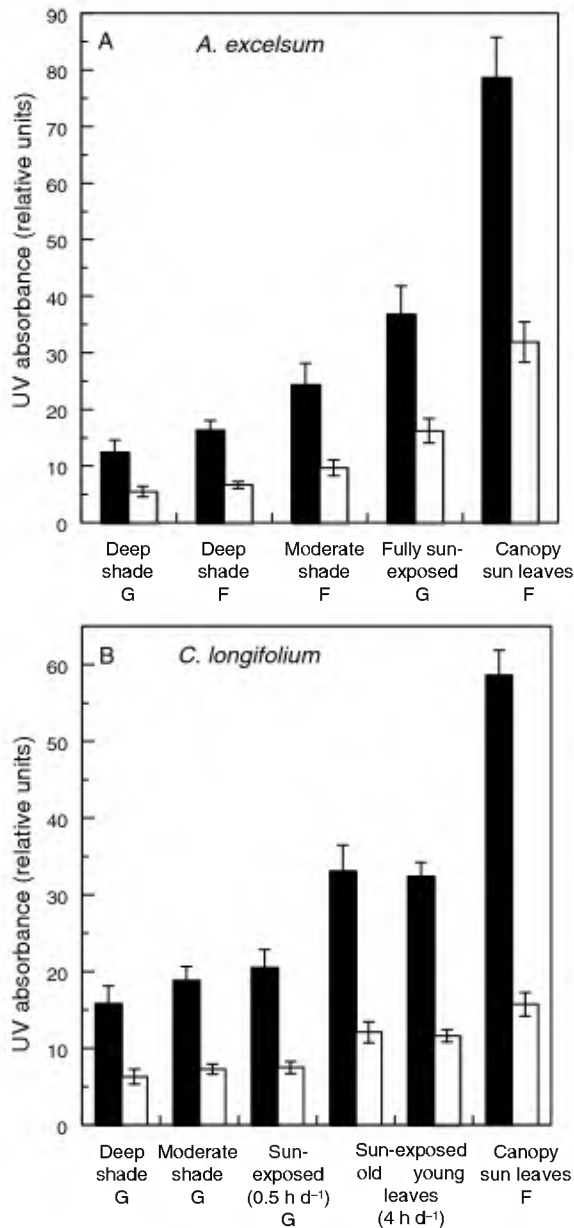 A
A. excelsum
UV absorbance (relative units)
90
80
70
60
50
40
30
20
10
0
Deep Deep Moderate Fully sun- Canopy
shade shade shade exposed sun leaves
G F F G F
B
C. longifolium
UV absorbance (relative units)
60
50
40
30
20
10
0
Deep Moderate Sun- Sun-exposed Canopy
shade shade exposed old young sun leaves
G G (0.5 h d⁻¹) leaves F
G (4 h d⁻¹)